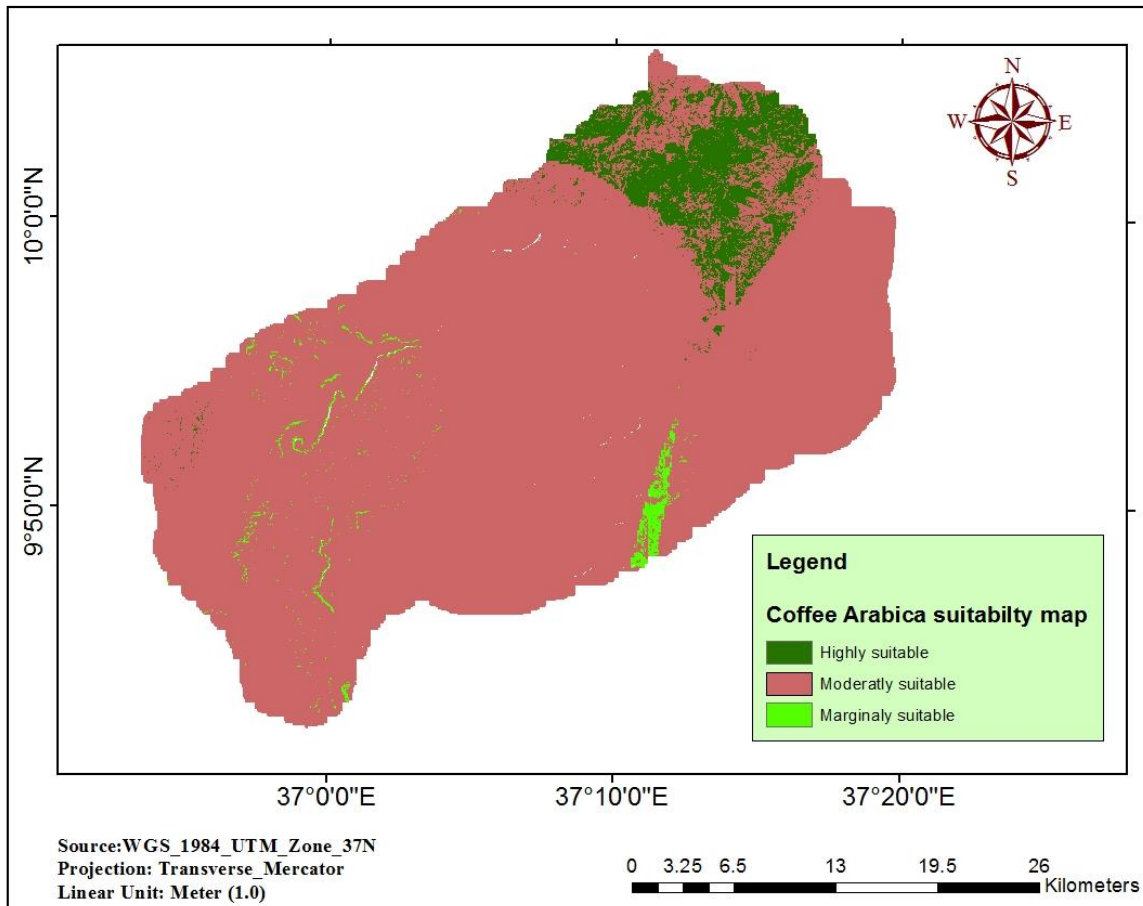 N
W E
S
10°0'0"N
9°50'0"N
Legend
Coffee Arabica suitabilty map
Highly suitable
Moderatly suitable
Marginaly suitable
37°0'0"E 37°10'0"E 37°20'0"E
Source:WGS_1984_UTM_Zone_37N
Projection: Transverse_Mercator
Linear Unit: Meter (1.0)
0 3.25 6.5 13 19.5 26
Kilometers